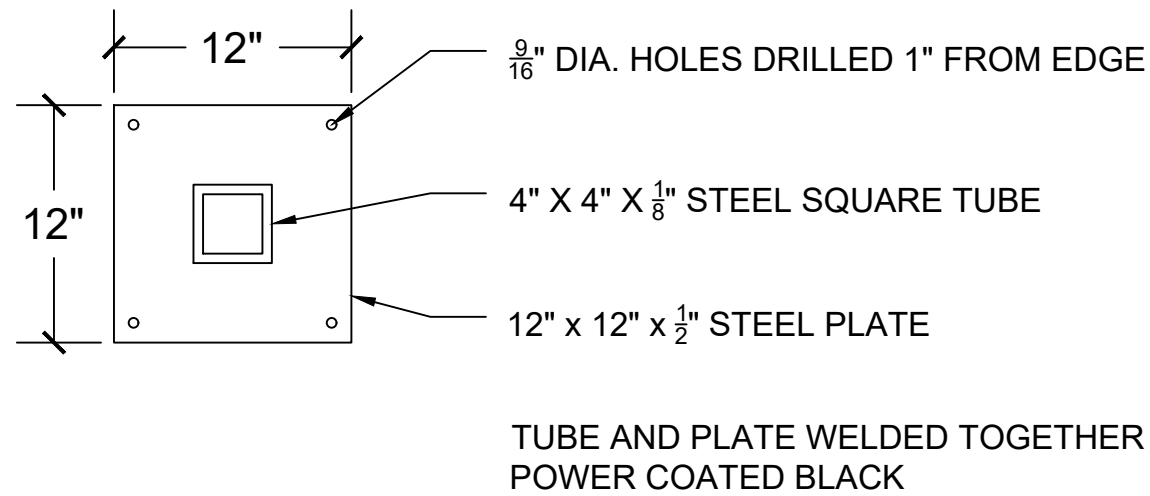 12"
9/16" DIA. HOLES DRILLED 1" FROM EDGE
4" X 4" X 1/8" STEEL SQUARE TUBE
12"
12" x 12" x 1/2" STEEL PLATE
TUBE AND PLATE WELDED TOGETHER
POWER COATED BLACK